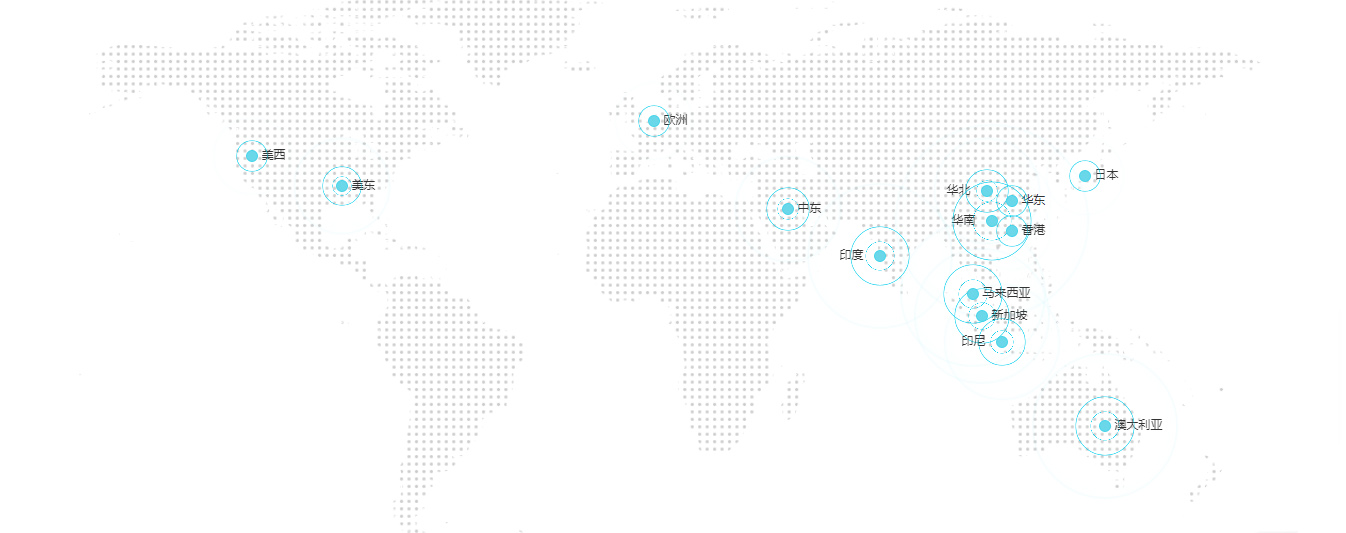 欧洲
美西
美东
日本
华北
华东
中东
华南
香港
印度
马来西亚
新加坡
印尼
澳大利亚